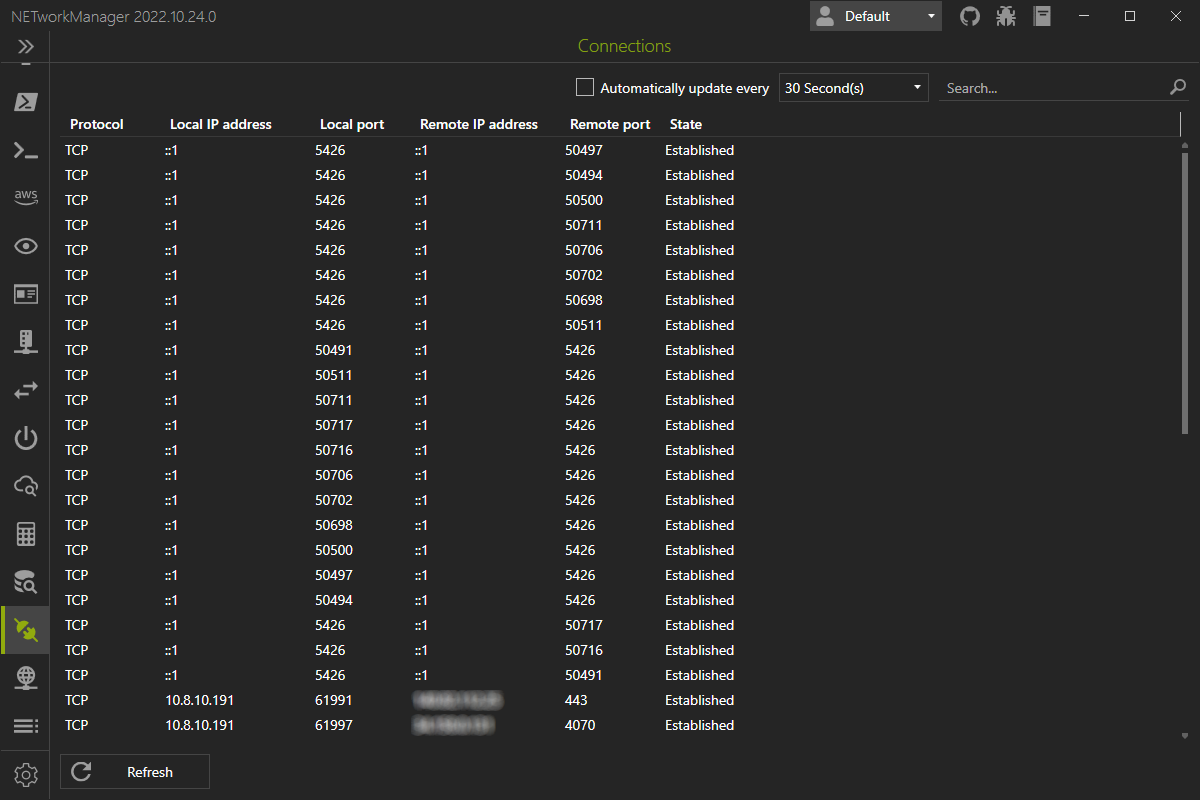 NETworkManager 2022.10.24.0
Default
Connections
Automatically update every 30 Second(s) Search...
Protocol Local IP address Local port Remote IP address Remote port State
TCP ::1 5426 ::1 50497 Established
TCP ::1 5426 ::1 50494 Established
TCP ::1 5426 ::1 50500 Established
TCP ::1 5426 ::1 50711 Established
TCP ::1 5426 ::1 50706 Established
TCP ::1 5426 ::1 50702 Established
TCP ::1 5426 ::1 50698 Established
TCP ::1 5426 ::1 50511 Established
TCP ::1 50491 ::1 5426 Established
TCP ::1 50511 ::1 5426 Established
TCP ::1 50711 ::1 5426 Established
TCP ::1 50717 ::1 5426 Established
TCP ::1 50716 ::1 5426 Established
TCP ::1 50706 ::1 5426 Established
TCP ::1 50702 ::1 5426 Established
TCP ::1 50698 ::1 5426 Established
TCP ::1 50500 ::1 5426 Established
TCP ::1 50497 ::1 5426 Established
TCP ::1 50494 ::1 5426 Established
TCP ::1 5426 ::1 50717 Established
TCP ::1 5426 ::1 50716 Established
TCP ::1 5426 ::1 50491 Established
TCP 10.8.10.191 61991 443 Established
TCP 10.8.10.191 61997 4070 Established
aws
Refresh